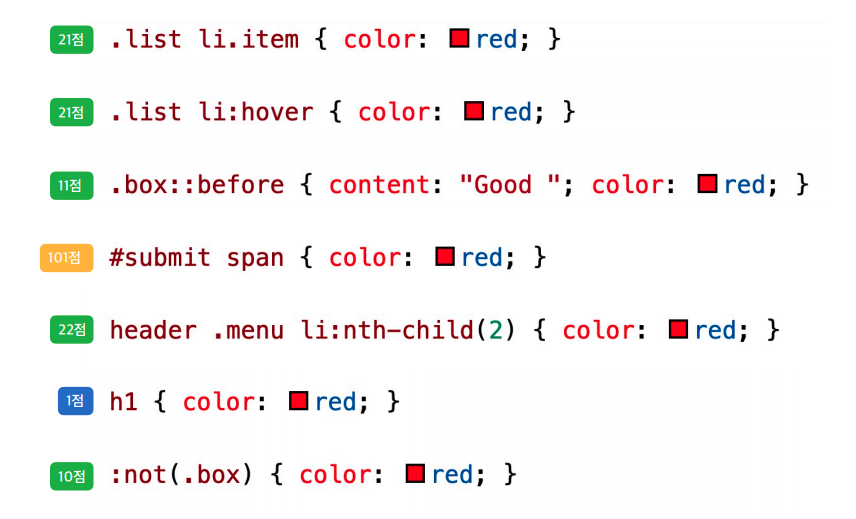 21점 .list li.item { color: red; }
21점 .list li:hover { color: red; }
11점 .box::before { content: "Good "; color: red; }
101점 #submit span { color: red; }
22점 header .menu li:nth-child(2) { color: red; }
1점 h1 { color: red; }
10점 :not(.box) { color: red; }